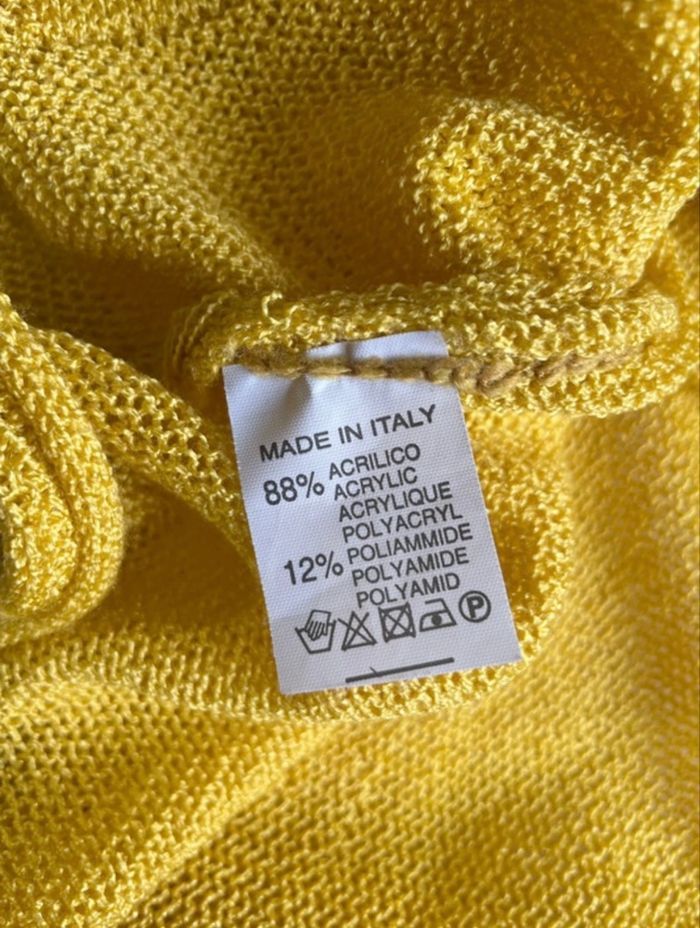 MADE IN ITALY
88% ACRILICO
ACRYLIC
ACRYLIQUE
POLYACRYL
12% POLIAMMIDE
POLYAMIDE
POLYAMID
P